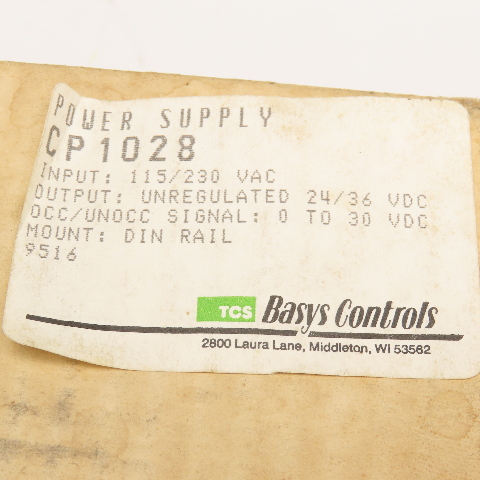 POWER SUPPLY
CP1028
INPUT: 115/230 VAC
OUTPUT: UNREGULATED 24/36 VDC
OCC/UNOCC SIGNAL: 0 TO 30 VDC
MOUNT: DIN RAIL
9516
TCS Basys Controls
2800 Laura Lane, Middleton, WI 53562